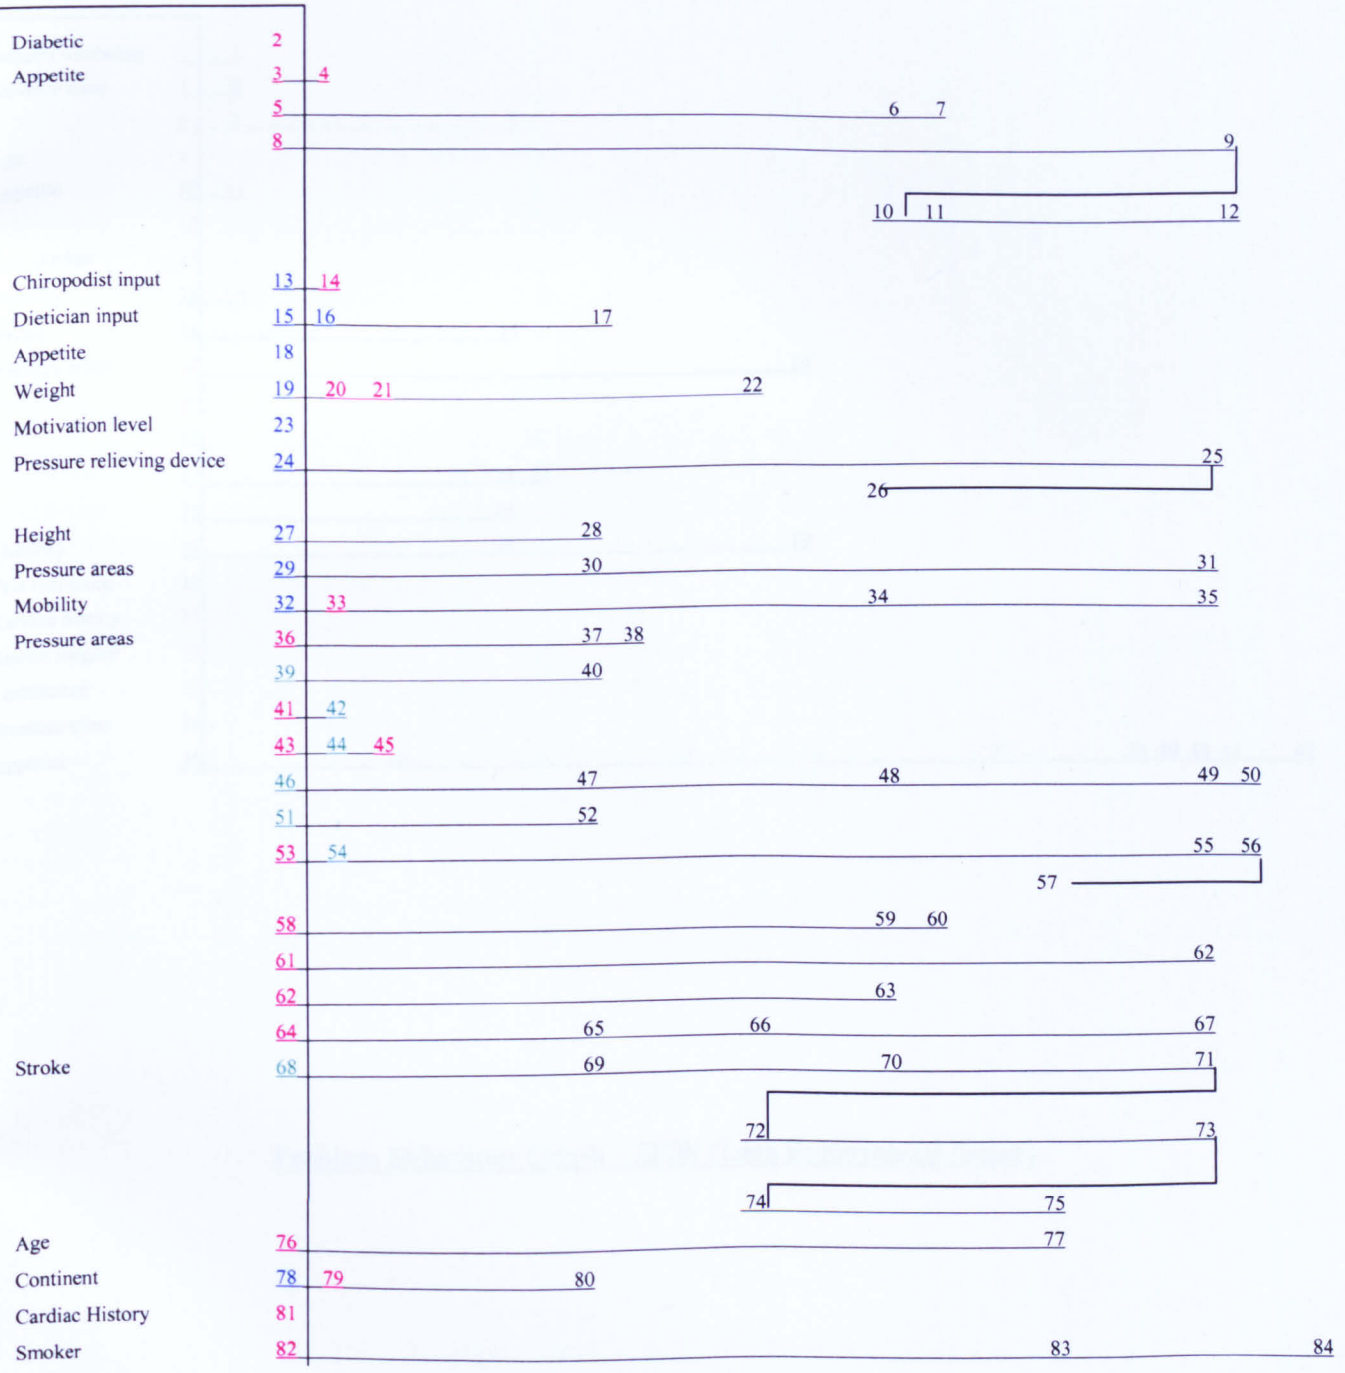 Diabetic 2
Appetite 3 4
5 6 7
8 9
10 11 12
Chiropodist input 13 14
Dietician input 15 16 17
Appetite 18
Weight 19 20 21 22
Motivation level 23
Pressure relieving device 24 25
26
Height 27 28
Pressure areas 29 30 31
Mobility 32 33 34 35
Pressure areas 36 37 38
39 40
41 42
43 44 45
46 47 48 49 50
51 52
53 54 55 56
57
58 59 60
61 62
62 63
64 65 66 67
Stroke 68 69 70 71
72 73
74 75
Age 76 77
Continent 78 79 80
Cardiac History 81
Smoker 82 83 84